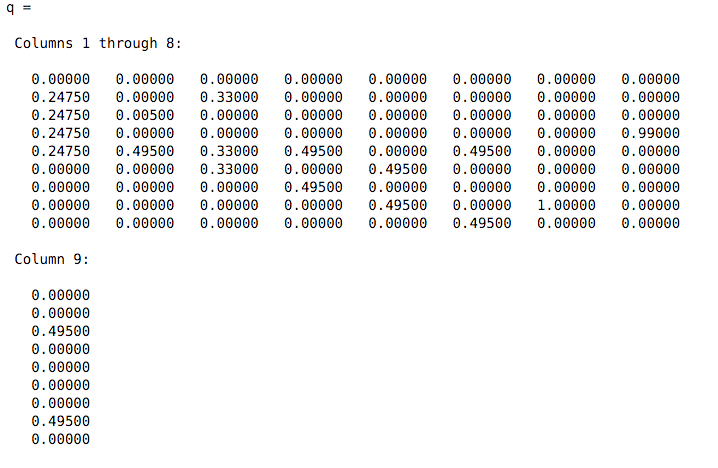 q =
Columns 1 through 8:
0.00000 0.00000 0.00000 0.00000 0.00000 0.00000 0.00000 0.00000
0.24750 0.00000 0.33000 0.00000 0.00000 0.00000 0.00000 0.00000
0.24750 0.00500 0.00000 0.00000 0.00000 0.00000 0.00000 0.00000
0.24750 0.00000 0.00000 0.00000 0.00000 0.00000 0.00000 0.99000
0.24750 0.49500 0.33000 0.49500 0.00000 0.49500 0.00000 0.00000
0.00000 0.00000 0.33000 0.00000 0.49500 0.00000 0.00000 0.00000
0.00000 0.00000 0.00000 0.49500 0.00000 0.00000 0.00000 0.00000
0.00000 0.00000 0.00000 0.00000 0.49500 0.00000 1.00000 0.00000
0.00000 0.00000 0.00000 0.00000 0.00000 0.49500 0.00000 0.00000
Column 9:
0.00000
0.00000
0.49500
0.00000
0.00000
0.00000
0.00000
0.49500
0.00000